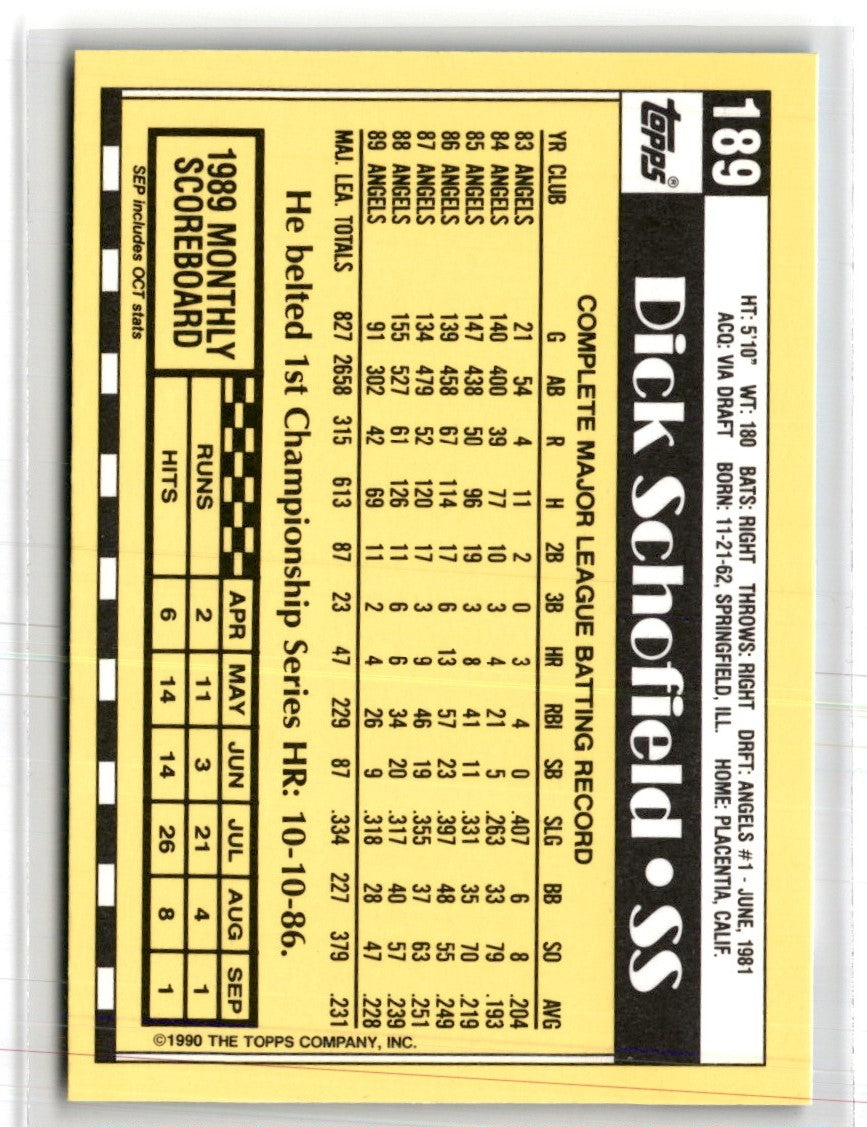 189
HT: 5'10" WT: 180 BATS: RIGHT THROWS: RIGHT DRFT: ANGELS #1 - JUNE, 1981
ACQ: VIA DRAFT BORN: 11-21-62, SPRINGFIELD, ILL. HOME: PLACENTIA, CALIF.
topps®
Dick Schofield • SS
COMPLETE MAJOR LEAGUE BATTING RECORD
YR CLUB G AB R H 2B 3B HR RBI SB SLG BB SO AVG
83 ANGELS 21 54 4 11 2 0 3 4 0 .407 6 8 .204
84 ANGELS 140 400 39 77 10 3 4 21 5 .263 33 79 .193
85 ANGELS 147 438 50 96 19 3 8 41 11 .331 35 70 .219
86 ANGELS 139 458 67 114 17 6 13 57 23 .397 48 55 .249
87 ANGELS 134 479 52 120 17 3 9 46 19 .355 37 63 .251
88 ANGELS 155 527 61 126 11 6 6 34 20 .317 40 57 .239
89 ANGELS 91 302 42 69 11 2 4 26 9 .318 28 47 .228
MAJ. LEA. TOTALS 827 2658 315 613 87 23 47 229 87 .334 227 379 .231
He belted 1st Championship Series HR: 10-10-86.
1989 MONTHLY
SCOREBOARD
APR MAY JUN JUL AUG SEP
RUNS 2 11 3 21 4 1
HITS 6 14 14 26 8 1
SEP includes OCT stats
©1990 THE TOPPS COMPANY, INC.